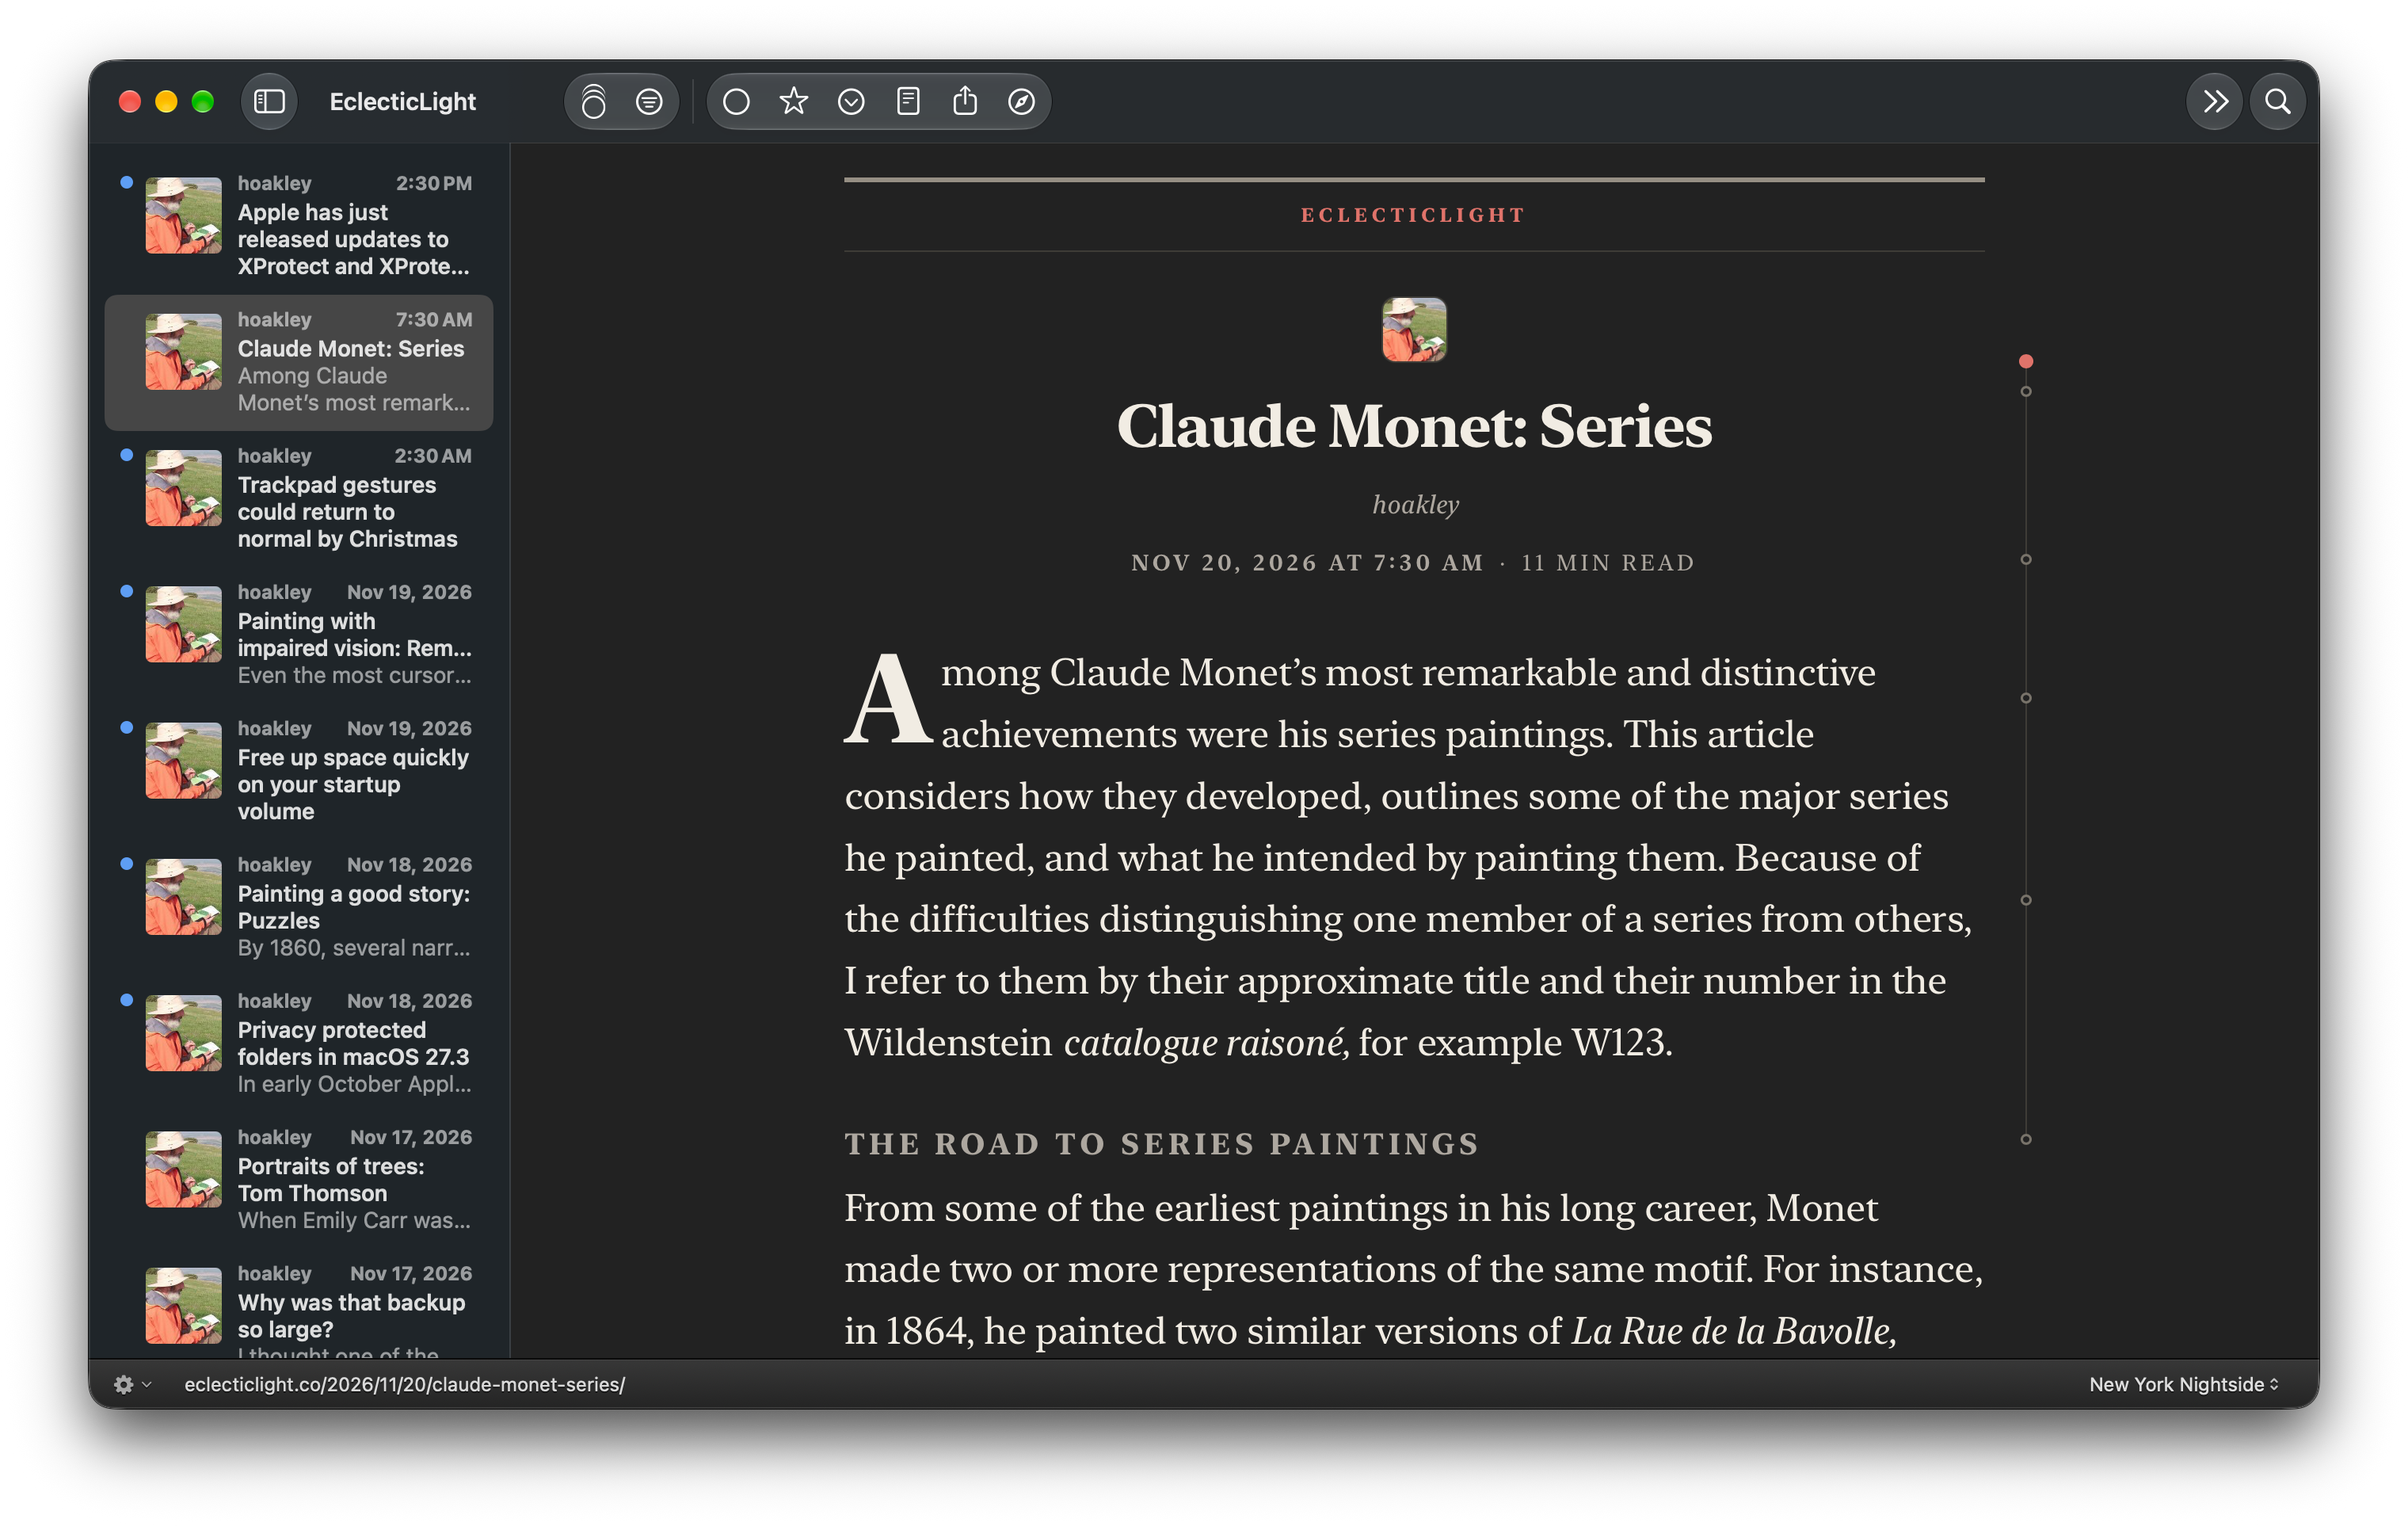 EclecticLight
hoakley 2:30 PM
Apple has just
released updates to
XProtect and XProte...
hoakley 7:30 AM
Claude Monet: Series
Among Claude
Monet’s most remark...
hoakley 2:30 AM
Trackpad gestures
could return to
normal by Christmas
hoakley Nov 19, 2026
Painting with
impaired vision: Rem...
Even the most cursor...
hoakley Nov 19, 2026
Free up space quickly
on your startup
volume
hoakley Nov 18, 2026
Painting a good story:
Puzzles
By 1860, several narr...
hoakley Nov 18, 2026
Privacy protected
folders in macOS 27.3
In early October Appl...
hoakley Nov 17, 2026
Portraits of trees:
Tom Thomson
When Emily Carr was...
hoakley Nov 17, 2026
Why was that backup
so large?
I thought one of the
ECLECTICLIGHT
Claude Monet: Series
hoakley
NOV 20, 2026 AT 7:30 AM · 11 MIN READ
Among Claude Monet’s most remarkable and distinctive
achievements were his series paintings. This article
considers how they developed, outlines some of the major series
he painted, and what he intended by painting them. Because of
the difficulties distinguishing one member of a series from others,
I refer to them by their approximate title and their number in the
Wildenstein catalogue raisoné, for example W123.
THE ROAD TO SERIES PAINTINGS
From some of the earliest paintings in his long career, Monet
made two or more representations of the same motif. For instance,
in 1864, he painted two similar versions of La Rue de la Bavolle,
eclecticlight.co/2026/11/20/claude-monet-series/
New York Nightside